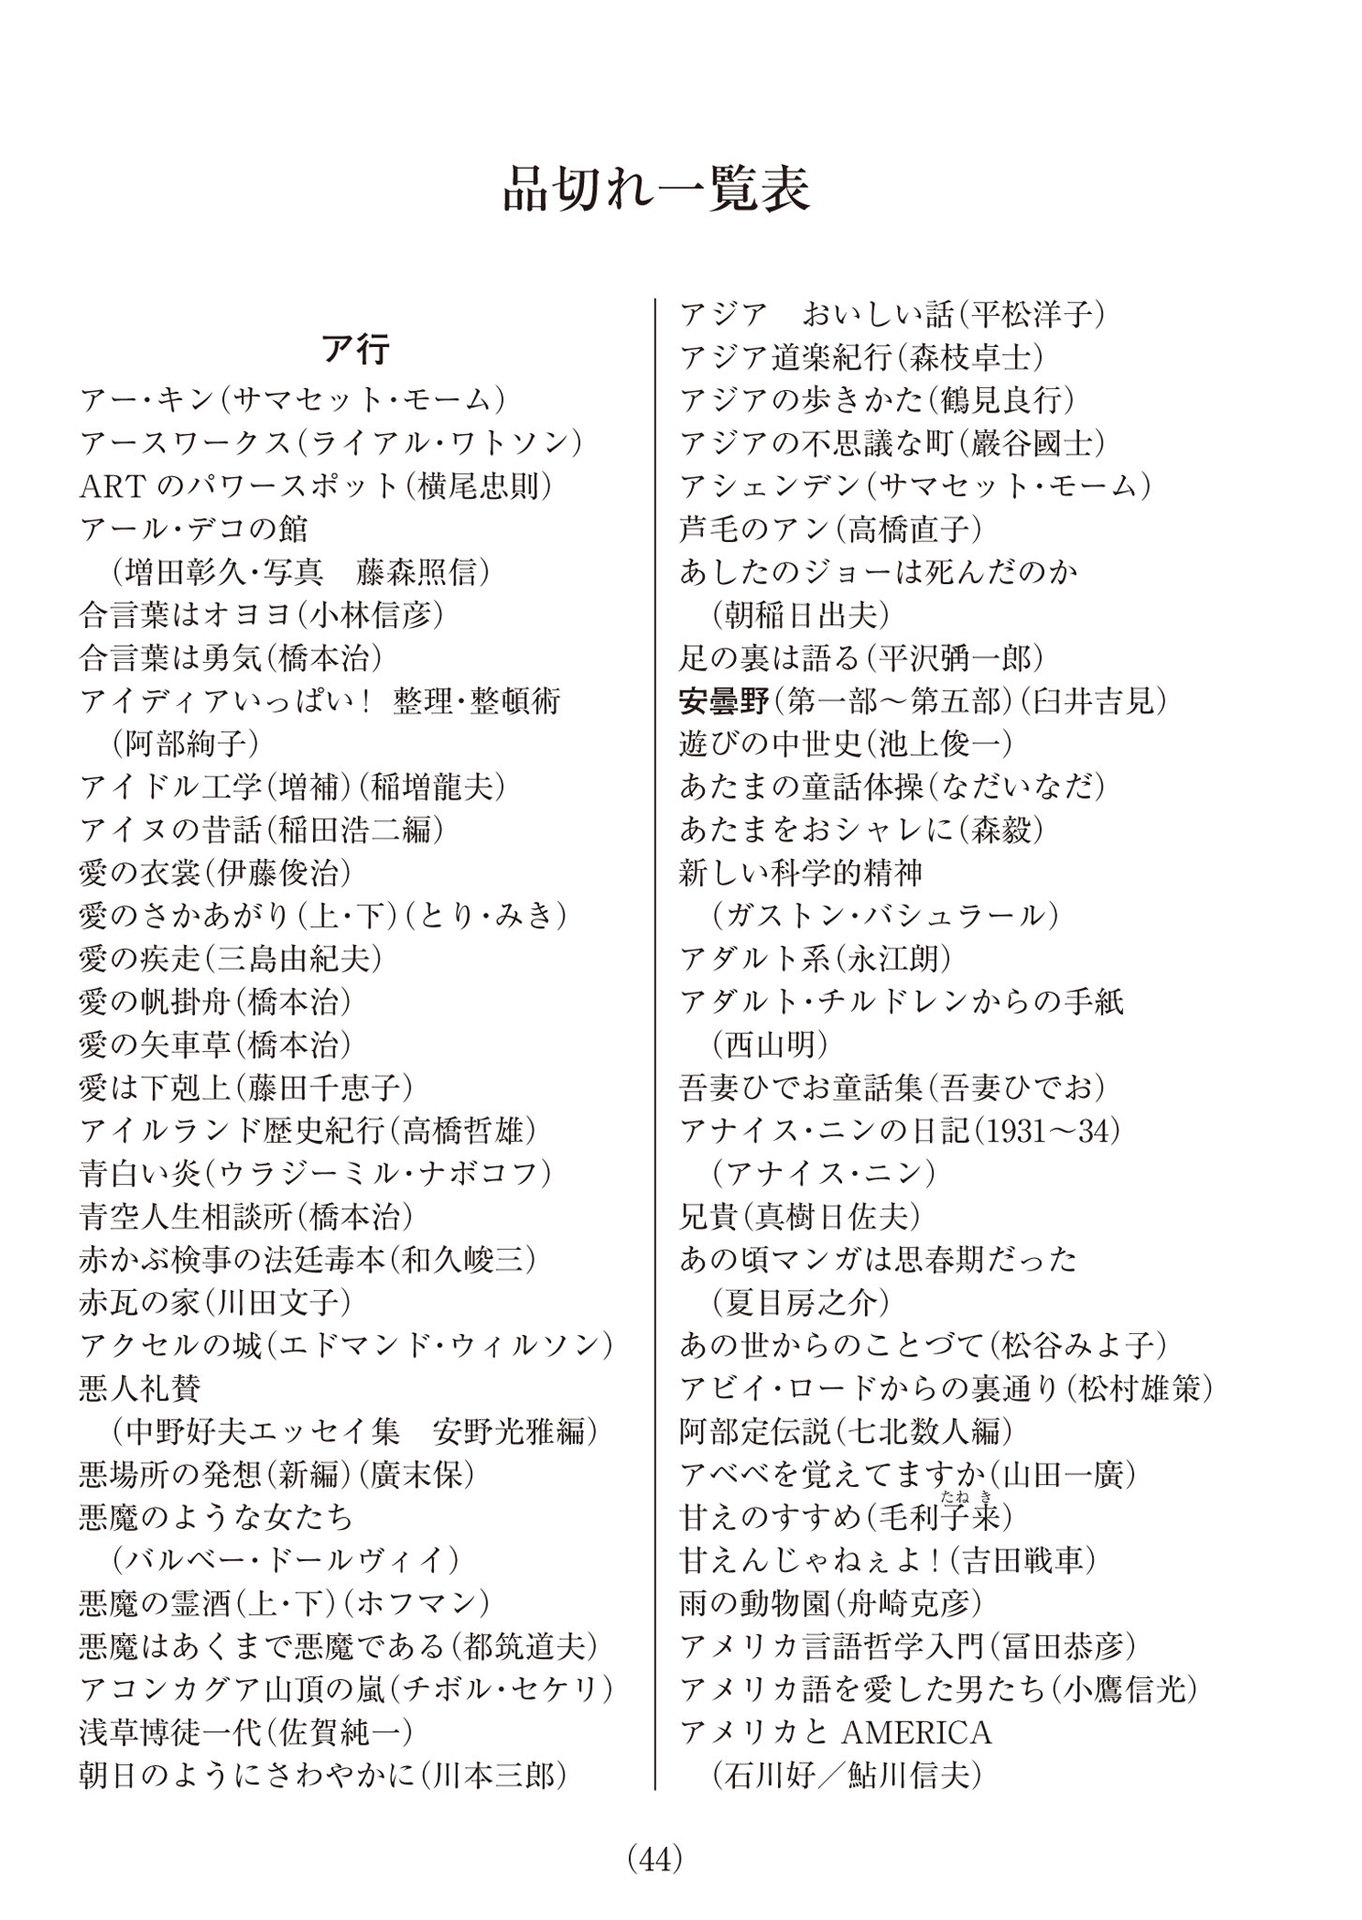 品切れ一覧表
ア行
アー・キン(サマセット・モーム)
アースワークス(ライアル・ワトソン)
ART のパワースポット(横尾忠則)
アール・デコの館
(増田彰久・写真　藤森照信)
合言葉はオヨヨ(小林信彦)
合言葉は勇気(橋本治)
アイディアいっぱい！ 整理・整頓術
(阿部絢子)
アイドル工学(増補)(稲増龍夫)
アイヌの昔話(稲田浩二編)
愛の衣裳(伊藤俊治)
愛のさかあがり(上・下)(とり・みき)
愛の疾走(三島由紀夫)
愛の帆掛舟(橋本治)
愛の矢車草(橋本治)
愛は下剋上(藤田千恵子)
アイルランド歴史紀行(高橋哲雄)
青白い炎(ウラジーミル・ナボコフ)
青空人生相談所(橋本治)
赤かぶ検事の法廷毒本(和久峻三)
赤瓦の家(川田文子)
アクセルの城(エドマンド・ウィルソン)
悪人礼賛
(中野好夫エッセイ集　安野光雅編)
悪場所の発想(新編)(廣末保)
悪魔のような女たち
(バルベー・ドールヴィイ)
悪魔の霊酒(上・下)(ホフマン)
悪魔はあくまで悪魔である(都筑道夫)
アコンカグア山頂の嵐(チボル・セケリ)
浅草博徒一代(佐賀純一)
朝日のようにさわやかに(川本三郎)
アジア　おいしい話(平松洋子)
アジア道楽紀行(森枝卓士)
アジアの歩きかた(鶴見良行)
アジアの不思議な町(巖谷國士)
アシェンデン(サマセット・モーム)
芦毛のアン(高橋直子)
あしたのジョーは死んだのか
(朝稲日出夫)
足の裏は語る(平沢彌一郎)
安曇野(第一部〜第五部)(臼井吉見)
遊びの中世史(池上俊一)
あたまの童話体操(なだいなだ)
あたまをおシャレに(森毅)
新しい科学的精神
(ガストン・バシュラール)
アダルト系(永江朗)
アダルト・チルドレンからの手紙
(西山明)
吾妻ひでお童話集(吾妻ひでお)
アナイス・ニンの日記(1931〜34)
(アナイス・ニン)
兄貴(真樹日佐夫)
あの頃マンガは思春期だった
(夏目房之介)
あの世からのことづて(松谷みよ子)
アビイ・ロードからの裏通り(松村雄策)
阿部定伝説(七北数人編)
アベベを覚えてますか(山田一廣)
たね き
甘えのすすめ(毛利子来)
甘えんじゃねぇよ！(吉田戦車)
雨の動物園(舟崎克彦)
アメリカ言語哲学入門(冨田恭彦)
アメリカ語を愛した男たち(小鷹信光)
アメリカと AMERICA
(石川好／鮎川信夫)
(44)